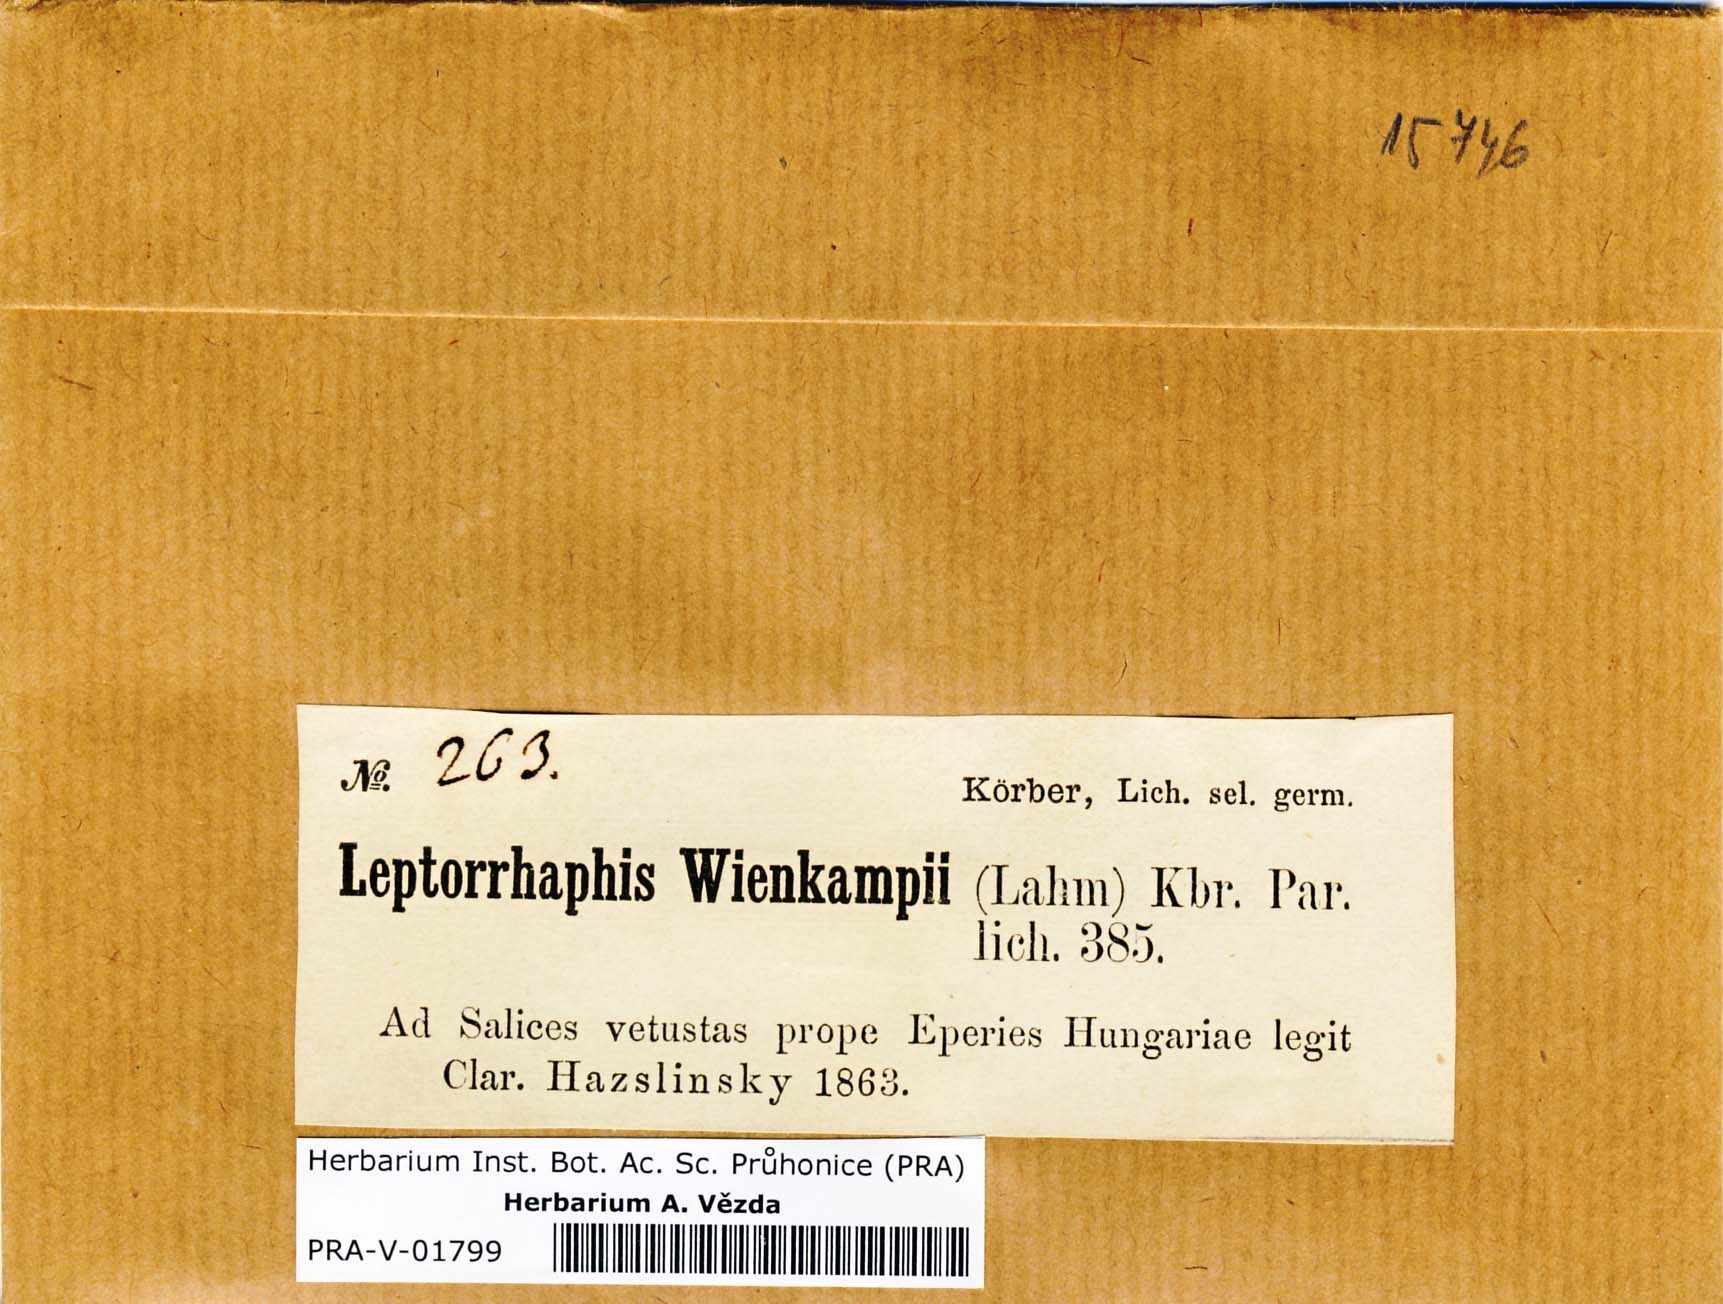 15746
№. 263.
Körber, Lich. sel. germ.
Leptorrhaphis Wienkampii (Lahm) Kbr. Par.
lich. 385.
Ad Salices vetustas prope Eperies Hungariae legit
Clar. Hazslinsky 1863.
Herbarium Inst. Bot. Ac. Sc. Průhonice (PRA)
Herbarium A. Vězda
PRA-V-01799